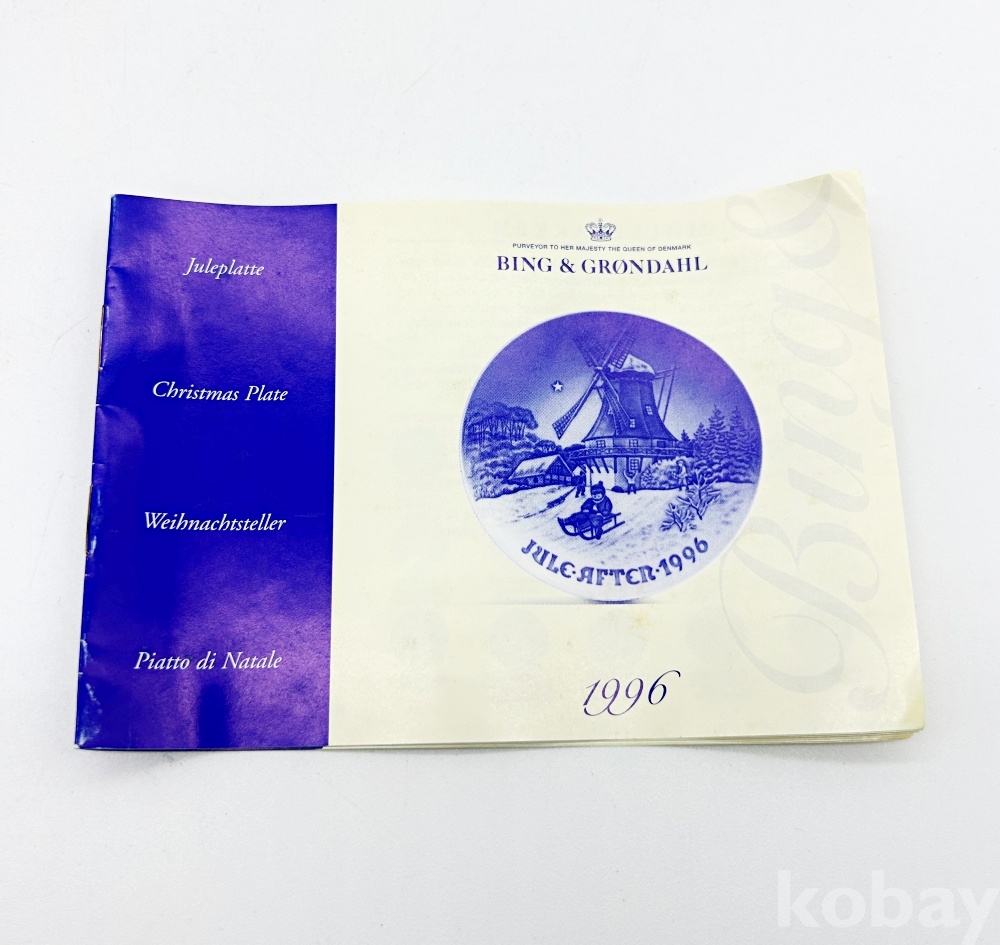 Juleplatte
Christmas Plate
Weihnachtsteller
Piatto di Natale
PURVEYOR TO HER MAJESTY THE QUEEN OF DENMARK
BING & GRØNDAHL
JULE·AFTEN·1996
1996
Bing &
kobay